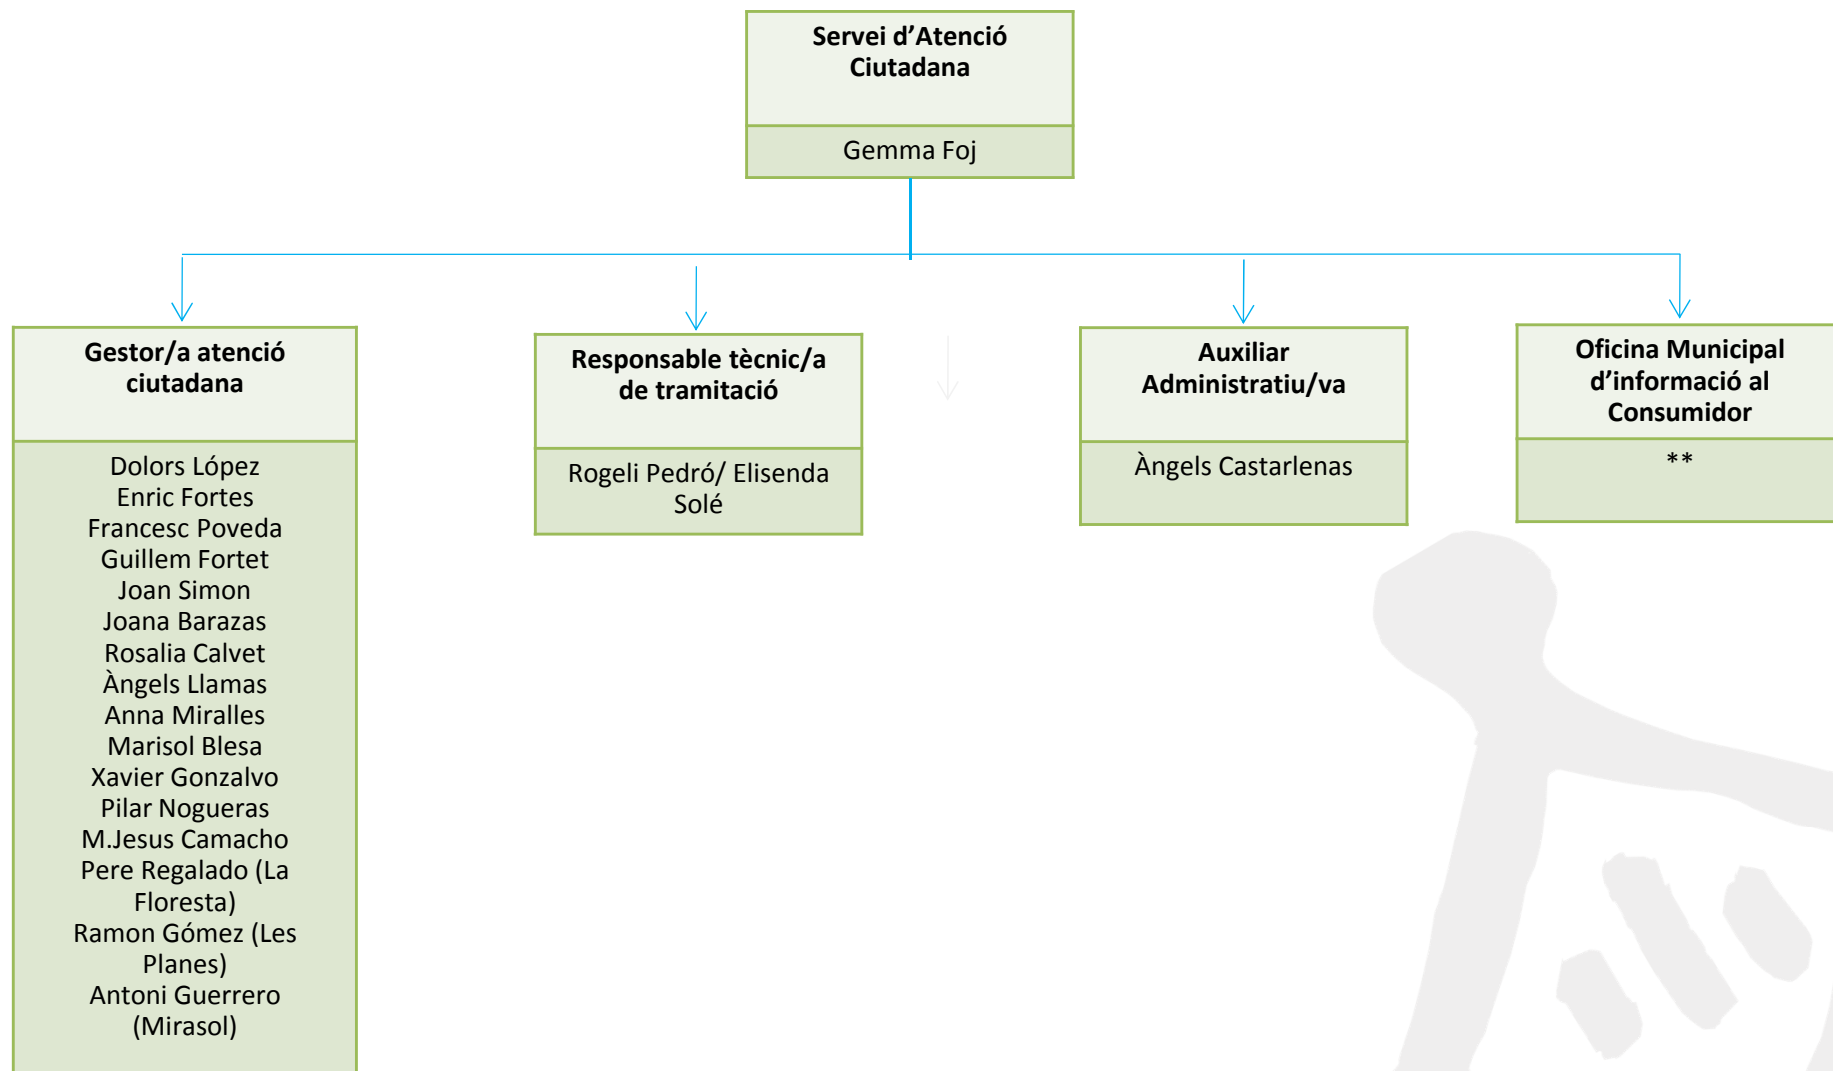 Servei d’Atenció
Ciutadana
Gemma Foj
Gestor/a atenció
ciutadana
Dolors López
Enric Fortes
Francesc Poveda
Guillem Fortet
Joan Simon
Joana Barazas
Rosalia Calvet
Àngels Llamas
Anna Miralles
Marisol Blesa
Xavier Gonzalvo
Pilar Nogueras
M.Jesus Camacho
Pere Regalado (La
Floresta)
Ramon Gómez (Les
Planes)
Antoni Guerrero
(Mirasol)
Responsable tècnic/a
de tramitació
Rogeli Pedró/ Elisenda
Solé
Auxiliar
Administratiu/va
Àngels Castarlenas
Oficina Municipal
d’informació al
Consumidor
**